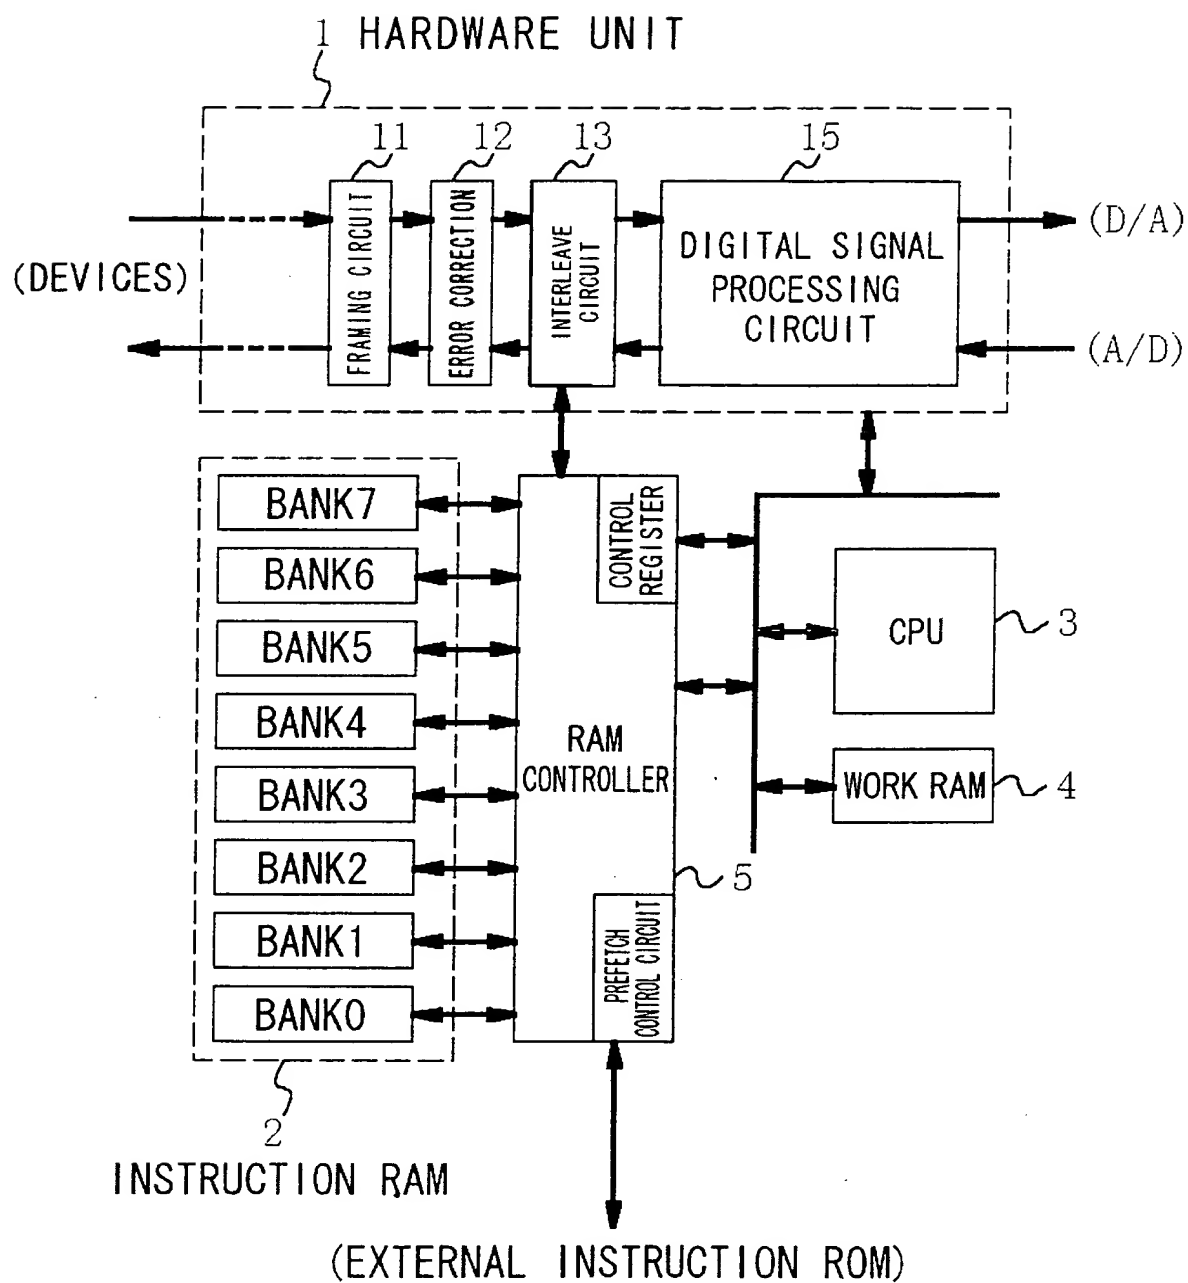 1 HARDWARE UNIT
11 12 13 15
FRAMING CIRCUIT
ERROR CORRECTION
INTERLEAVE
CIRCUIT
DIGITAL SIGNAL
PROCESSING
CIRCUIT
(D/A)
(DEVICES)
(A/D)
BANK7
BANK6
BANK5
BANK4
BANK3
BANK2
BANK1
BANK0
CONTROL
REGISTER
RAM
CONTROLLER
PREFETCH
CONTROL CIRCUIT
CPU
3
WORK RAM
4
5
2
INSTRUCTION RAM
(EXTERNAL INSTRUCTION ROM)